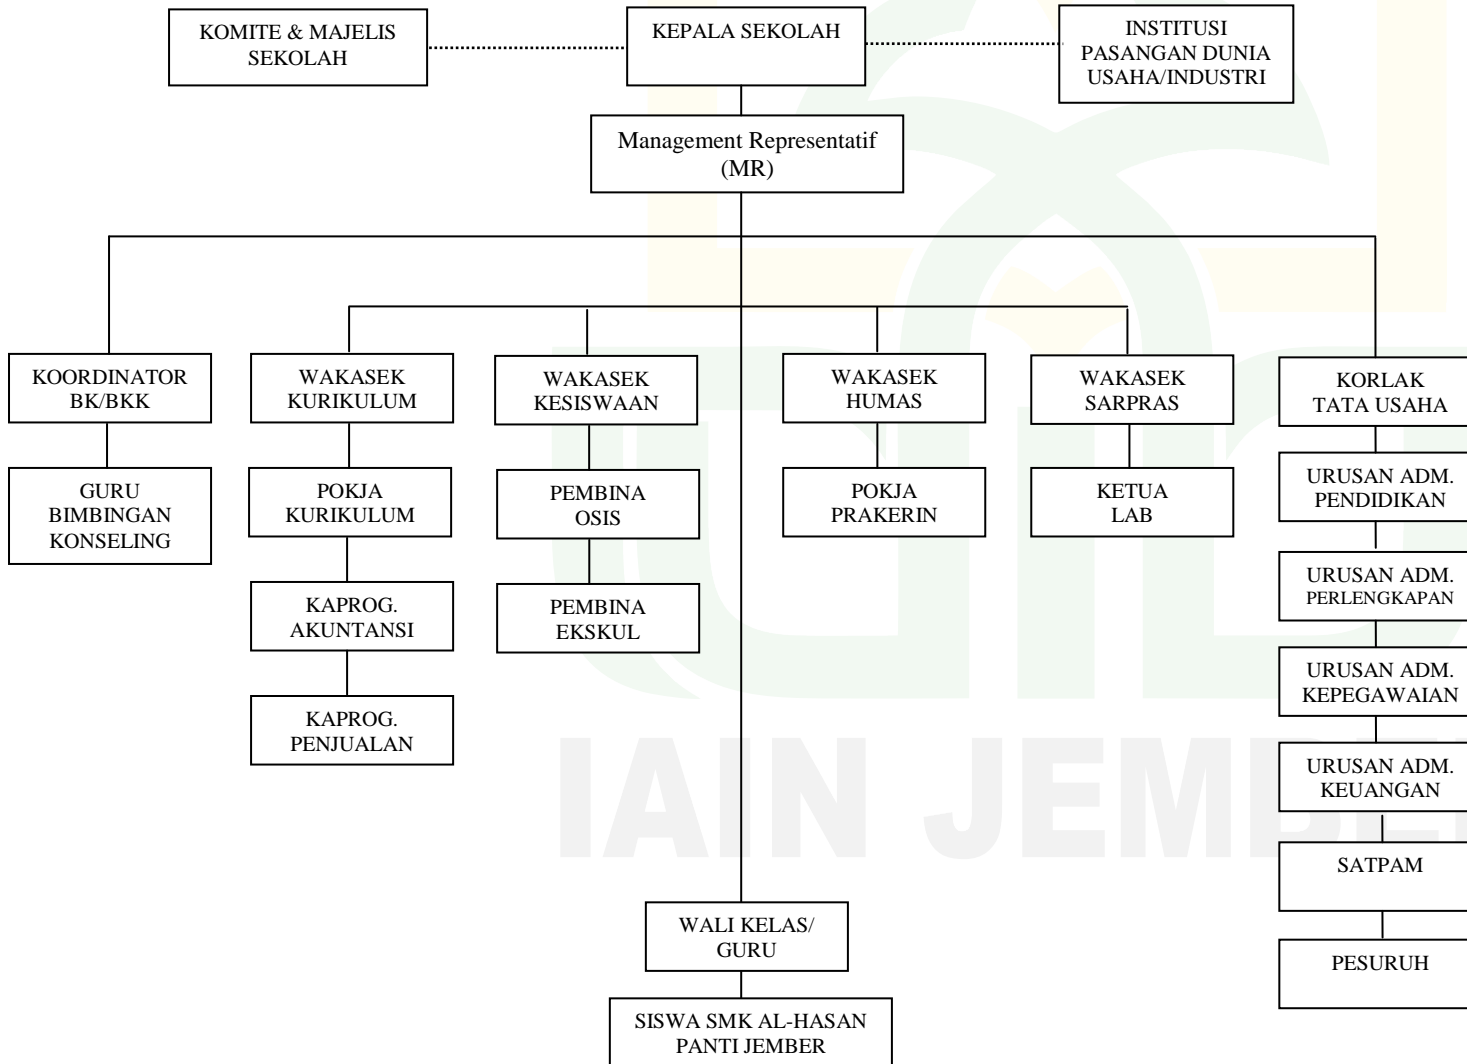 KOMITE & MAJELIS
SEKOLAH
KEPALA SEKOLAH
INSTITUSI
PASANGAN DUNIA
USAHA/INDUSTRI
Management Representatif
(MR)
KOORDINATOR
BK/BKK
WAKASEK
KURIKULUM
WAKASEK
KESISWAAN
WAKASEK
HUMAS
WAKASEK
SARPRAS
KORLAK
TATA USAHA
GURU
BIMBINGAN
KONSELING
POKJA
KURIKULUM
PEMBINA
OSIS
POKJA
PRAKERIN
KETUA
LAB
URUSAN ADM.
PENDIDIKAN
KAPROG.
AKUNTANSI
PEMBINA
EKSKUL
URUSAN ADM.
PERLENGKAPAN
KAPROG.
PENJUALAN
URUSAN ADM.
KEPEGAWAIAN
URUSAN ADM.
KEUANGAN
SATPAM
PESURUH
WALI KELAS/
GURU
SISWA SMK AL-HASAN
PANTI JEMBER
IAIN JEMBE